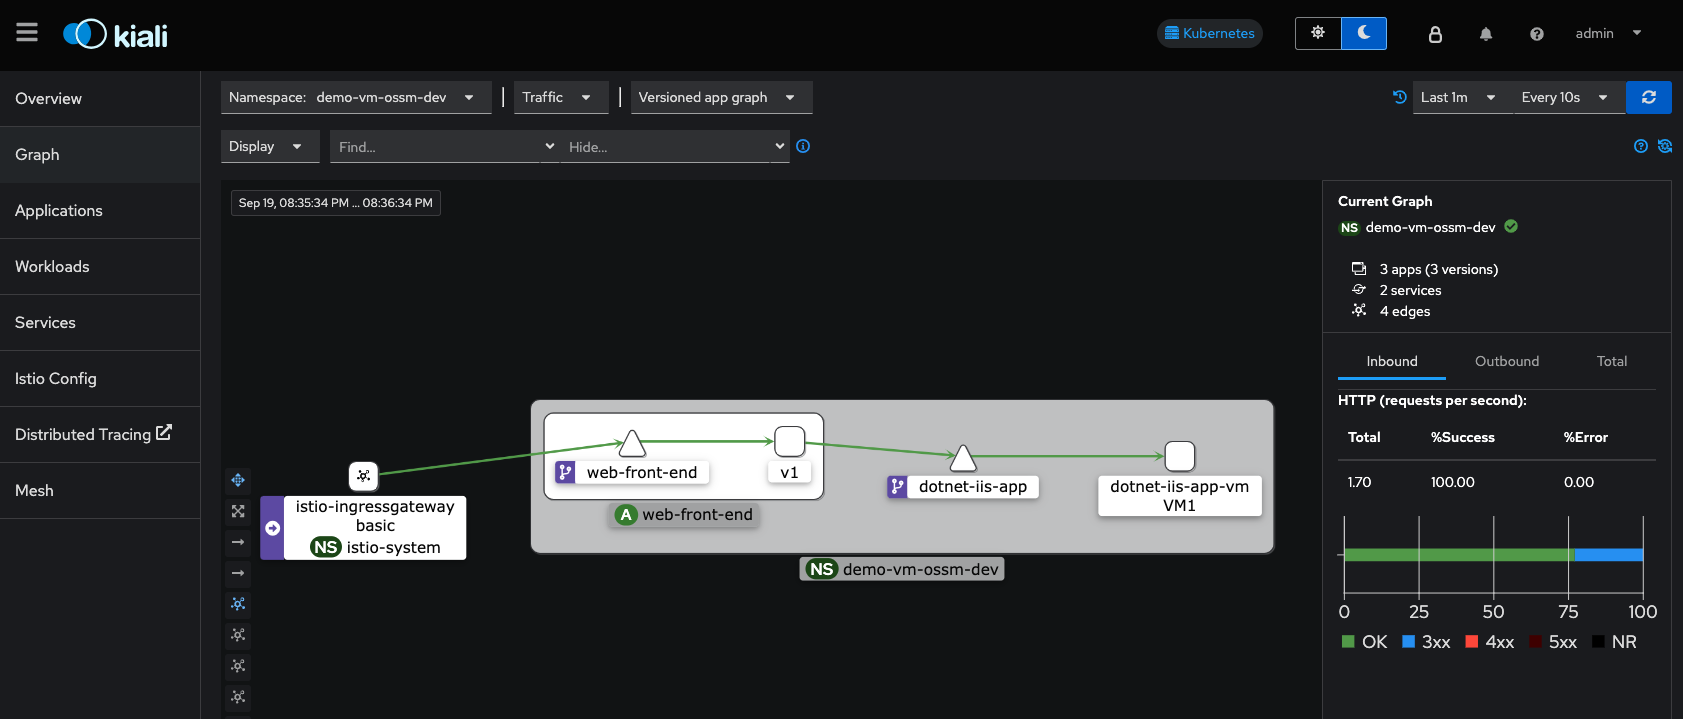 kiali
Kubernetes
admin
Overview
Graph
Applications
Workloads
Services
Istio Config
Distributed Tracing
Mesh
Namespace: demo-vm-ossm-dev
Traffic
Versioned app graph
Last 1m
Every 10s
Display
Find...
Hide...
Sep 19, 08:35:34 PM ... 08:36:34 PM
istio-ingressgateway
basic
NS istio-system
web-front-end
v1
A web-front-end
dotnet-iis-app
dotnet-iis-app-vm
VM1
NS demo-vm-ossm-dev
Current Graph
NS demo-vm-ossm-dev
3 apps (3 versions)
2 services
4 edges
Inbound Outbound Total
HTTP (requests per second):
Total %Success %Error
1.70 100.00 0.00
0 25 50 75 100
OK 3xx 4xx 5xx NR